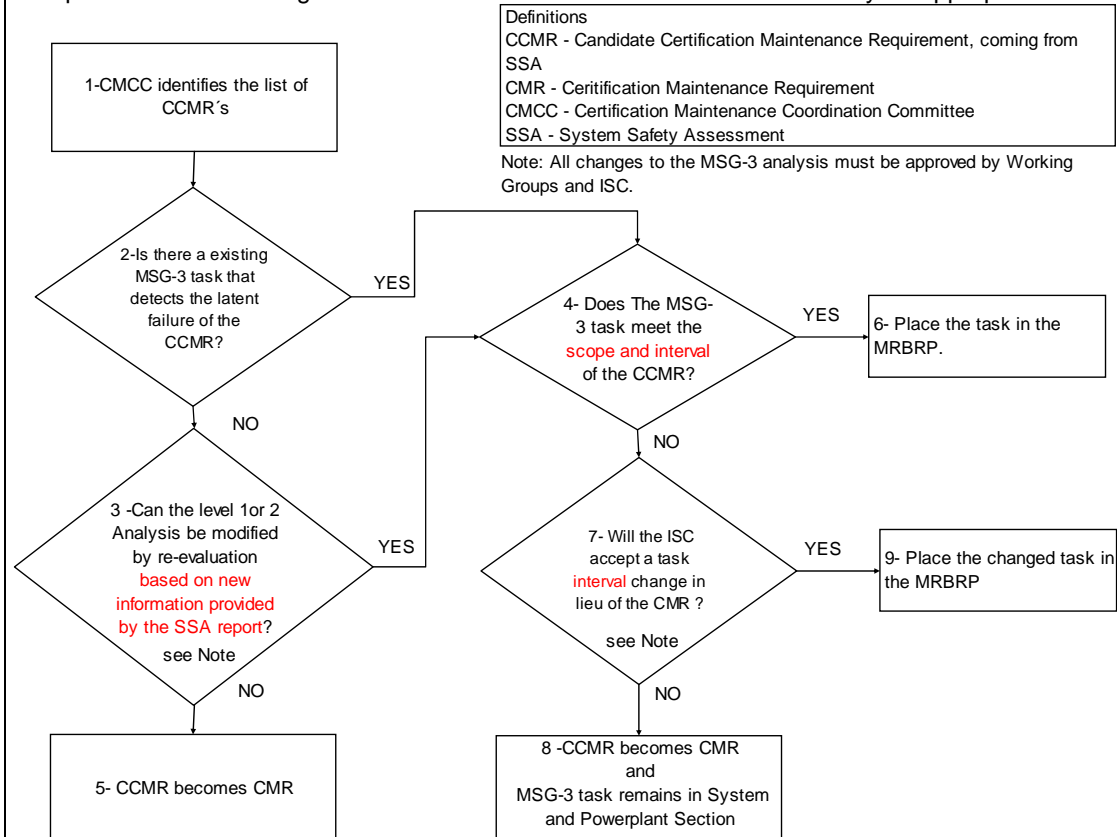 Definitions
CCMR - Candidate Certification Maintenance Requirement, coming from
SSA
CMR - Ceritification Maintenance Requirement
CMCC - Certification Maintenance Coordination Committee
SSA - System Safety Assessment
Note: All changes to the MSG-3 analysis must be approved by Working
Groups and ISC.
1-CMCC identifies the list of
CCMR´s
2-Is there a existing
MSG-3 task that
detects the latent
failure of the
CCMR?
YES
NO
3 -Can the level 1or 2
Analysis be modified
by re-evaluation
based on new
information provided
by the SSA report?
see Note
YES
NO
5- CCMR becomes CMR
4- Does The MSG-
3 task meet the
scope and interval
of the CCMR?
YES
NO
6- Place the task in the
MRBRP.
7- Will the ISC
accept a task
interval change in
lieu of the CMR ?
see Note
YES
NO
9- Place the changed task in
the MRBRP
8 -CCMR becomes CMR
and
MSG-3 task remains in System
and Powerplant Section